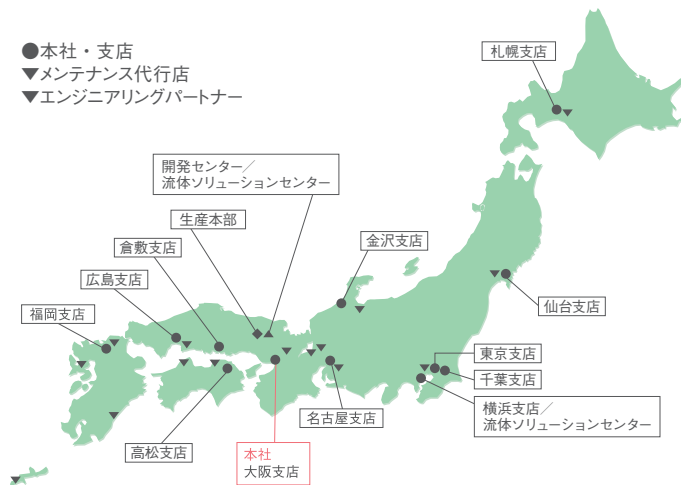 ●本社・支店
▼メンテナンス代行店
▼エンジニアリングパートナー
札幌支店
開発センター／
流体ソリューションセンター
生産本部
倉敷支店
広島支店
福岡支店
金沢支店
仙台支店
東京支店
千葉支店
横浜支店／
流体ソリューションセンター
名古屋支店
高松支店
本社
大阪支店